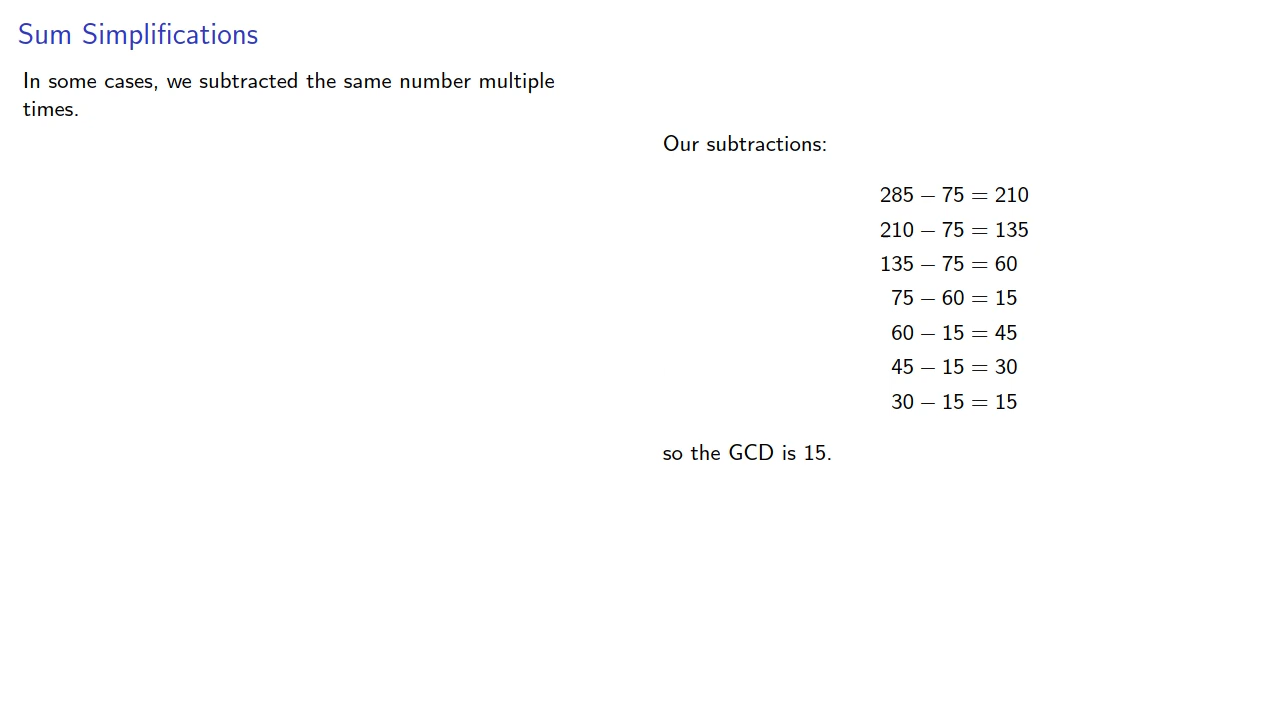 Sum Simplifications
In some cases, we subtracted the same number multiple
times.
Our subtractions:
285 − 75 = 210
210 − 75 = 135
135 − 75 = 60
75 − 60 = 15
60 − 15 = 45
45 − 15 = 30
30 − 15 = 15
so the GCD is 15.